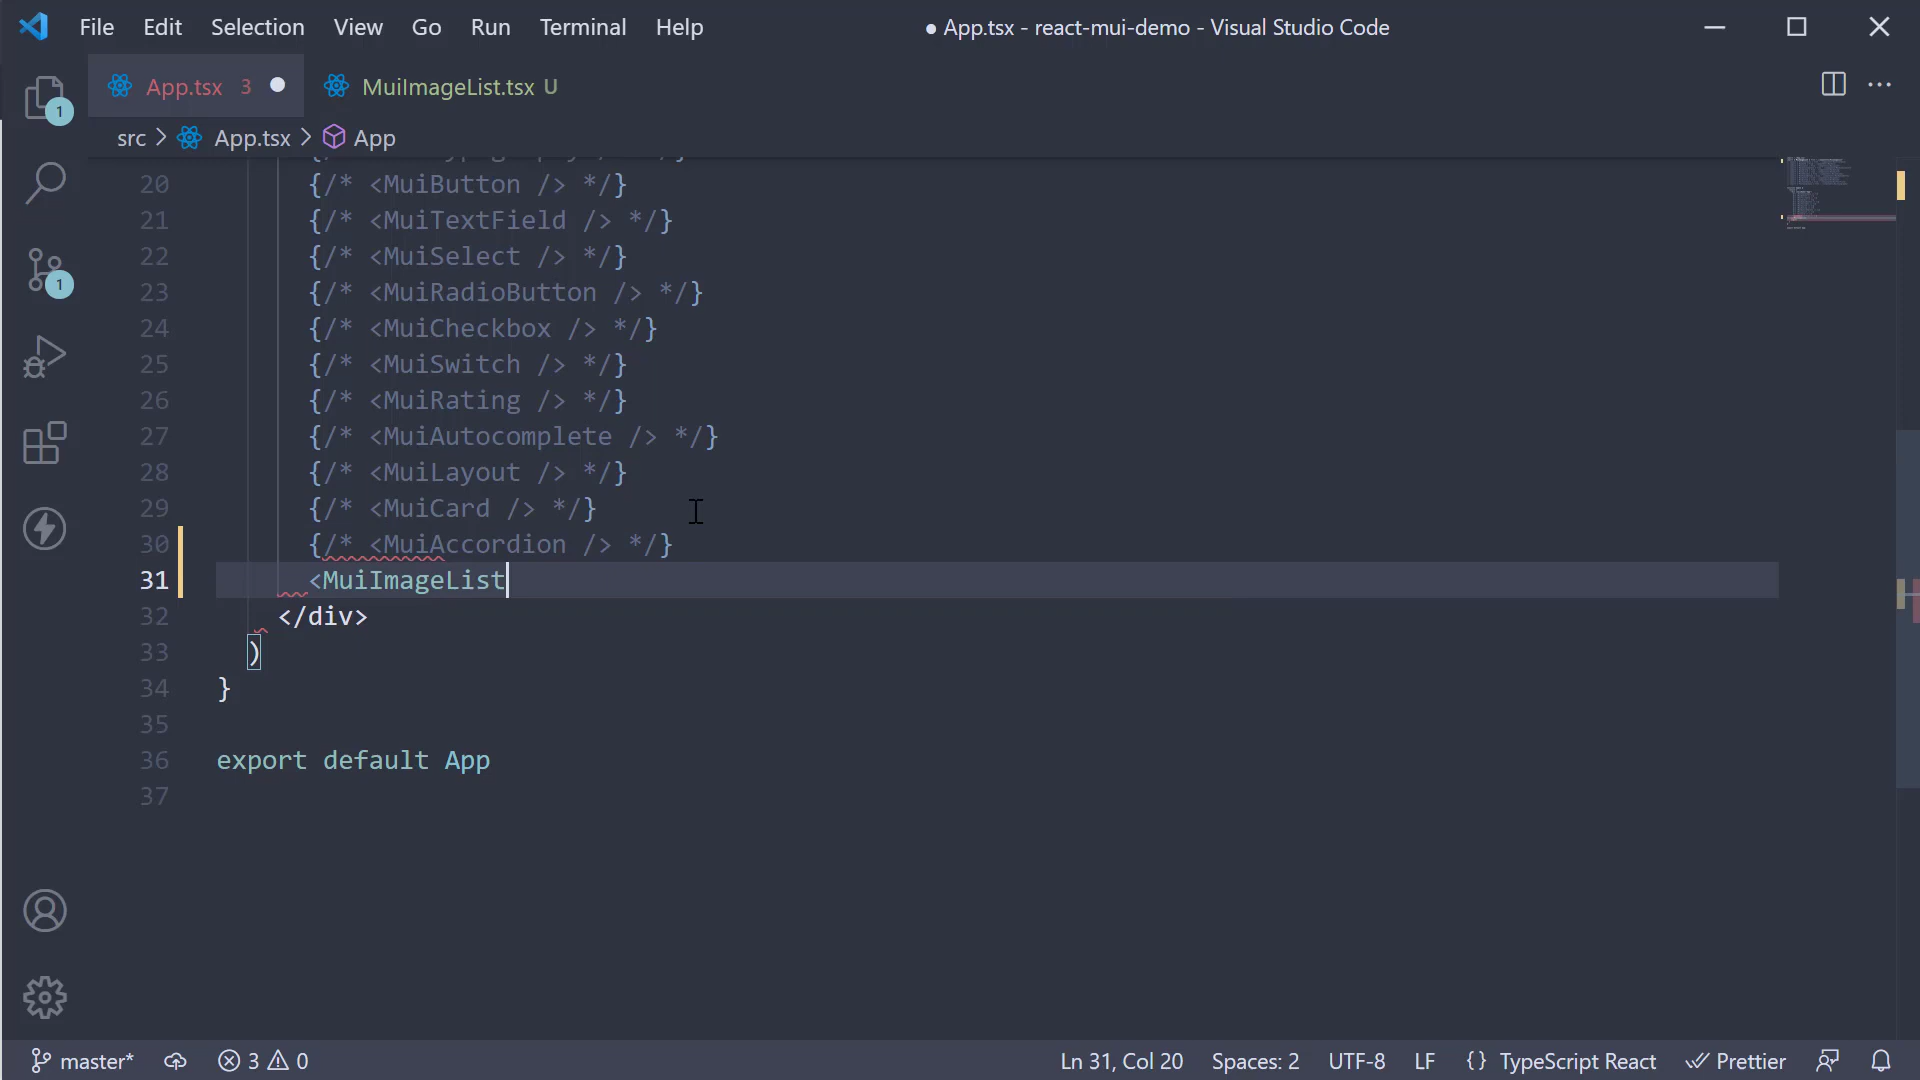 File Edit Selection View Go Run Terminal Help
● App.tsx - react-mui-demo - Visual Studio Code
App.tsx 3 ●
MuiImageList.tsx U
src > App.tsx > App
1
1
20 {/* <MuiButton /> */}
21 {/* <MuiTextField /> */}
22 {/* <MuiSelect /> */}
23 {/* <MuiRadioButton /> */}
24 {/* <MuiCheckbox /> */}
25 {/* <MuiSwitch /> */}
26 {/* <MuiRating /> */}
27 {/* <MuiAutocomplete /> */}
28 {/* <MuiLayout /> */}
29 {/* <MuiCard /> */}
30 {/* <MuiAccordion /> */}
31 <MuiImageList
32 </div>
33 )
34 }
35
36 export default App
37
master* 3 0 Ln 31, Col 20 Spaces: 2 UTF-8 LF {} TypeScript React Prettier